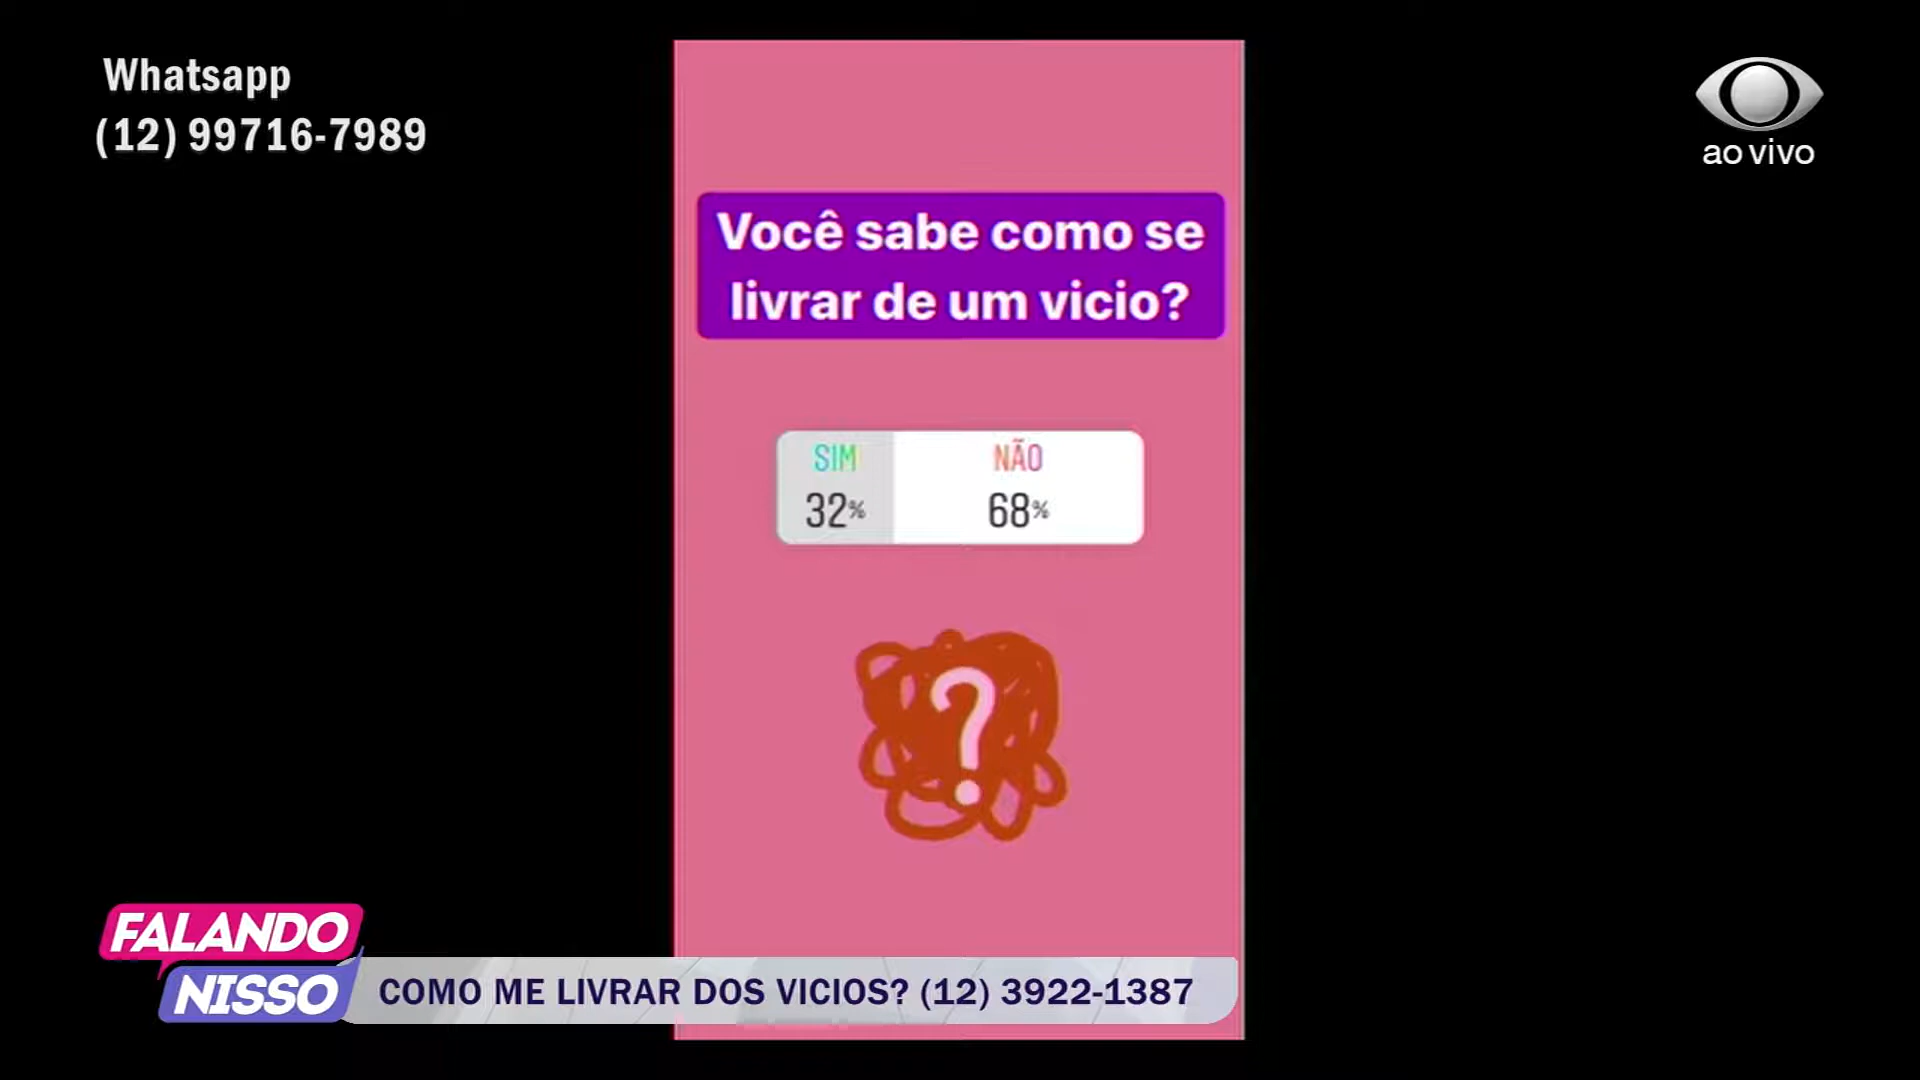 Whatsapp
(12) 99716-7989
ao vivo
Você sabe como se
livrar de um vicio?
SIM NÃO
32% 68%
?
FALANDO
NISSO
COMO ME LIVRAR DOS VICIOS? (12) 3922-1387